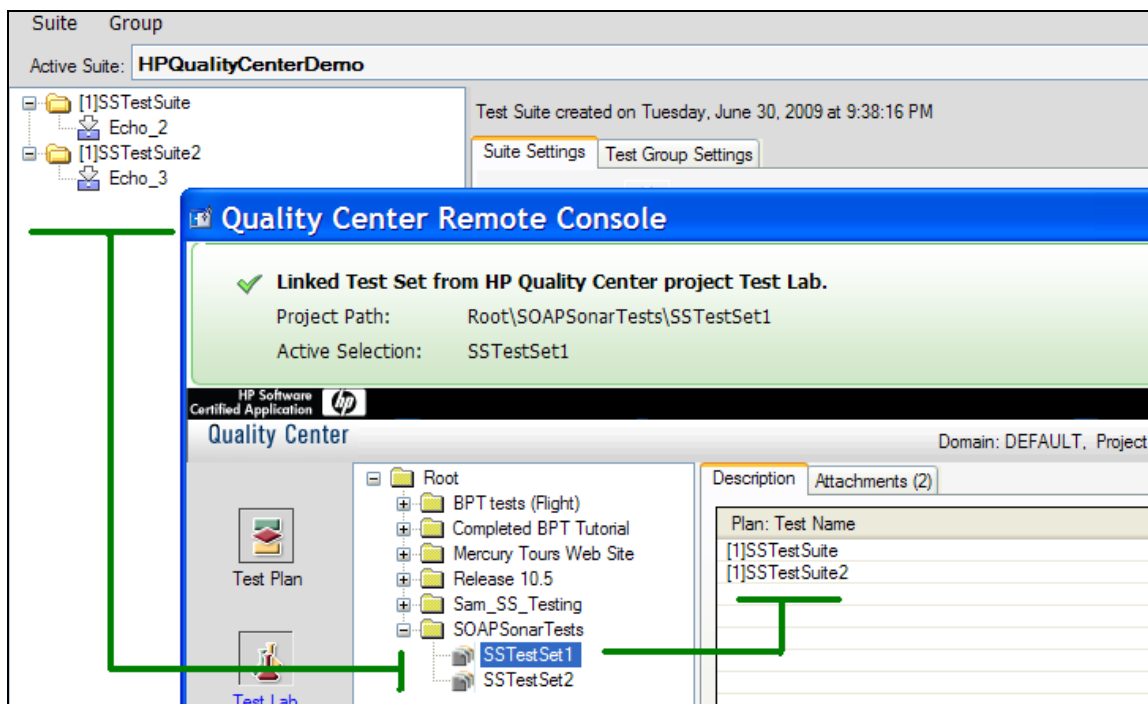 Suite Group
Active Suite: HPQualityCenterDemo
[1]SSTestSuite
Echo_2
[1]SSTestSuite2
Echo_3
Test Suite created on Tuesday, June 30, 2009 at 9:38:16 PM
Suite Settings Test Group Settings
Quality Center Remote Console
Linked Test Set from HP Quality Center project Test Lab.
Project Path: Root\SOAPSonarTests\SSTestSet1
Active Selection: SSTestSet1
HP Software
Certified Application hp
Quality Center
Domain: DEFAULT, Project
Test Plan
Test Lab
Root
BPT tests (Flight)
Completed BPT Tutorial
Mercury Tours Web Site
Release 10.5
Sam_SS_Testing
SOAPSonarTests
SSTestSet1
SSTestSet2
Description Attachments (2)
Plan: Test Name
[1]SSTestSuite
[1]SSTestSuite2